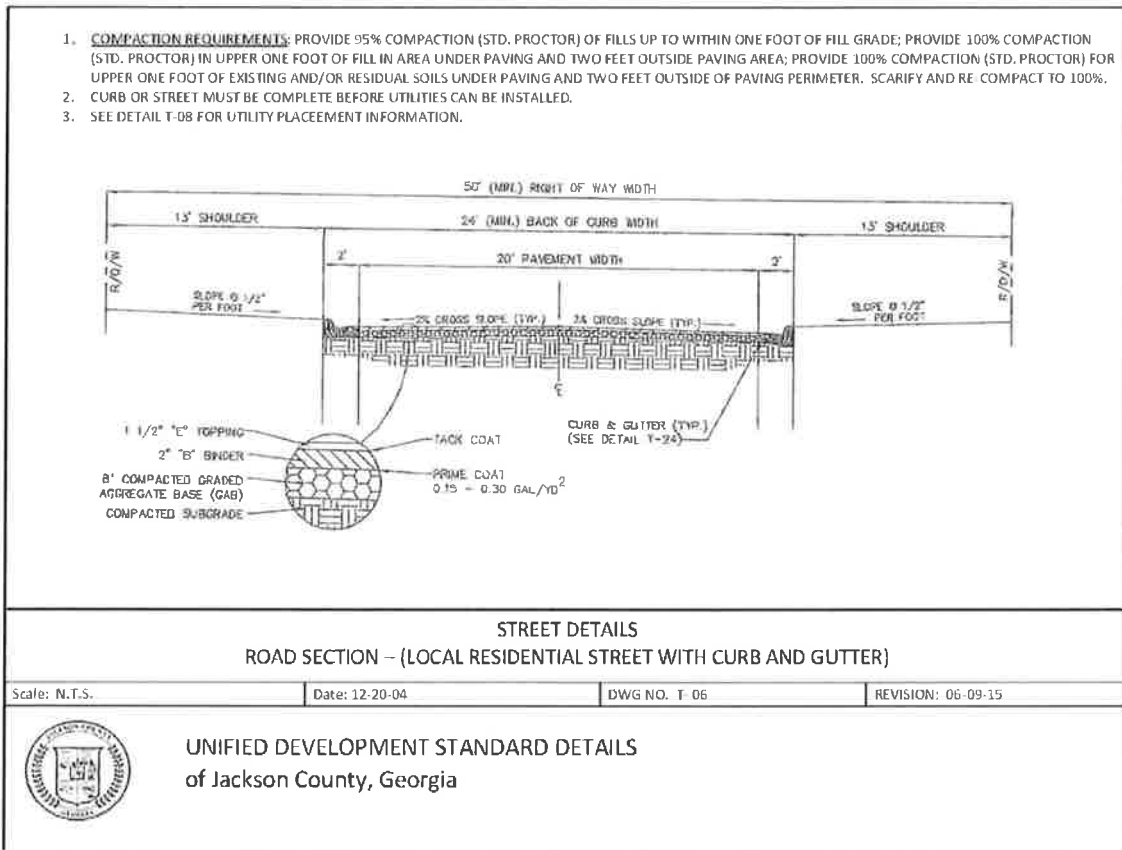 1. COMPACTION REQUIREMENTS: PROVIDE 95% COMPACTION (STD. PROCTOR) OF FILLS UP TO WITHIN ONE FOOT OF FILL GRADE; PROVIDE 100% COMPACTION
(STD. PROCTOR) IN UPPER ONE FOOT OF FILL IN AREA UNDER PAVING AND TWO FEET OUTSIDE PAVING AREA; PROVIDE 100% COMPACTION (STD. PROCTOR) FOR
UPPER ONE FOOT OF EXISTING AND/OR RESIDUAL SOILS UNDER PAVING AND TWO FEET OUTSIDE OF PAVING PERIMETER. SCARIFY AND RE COMPACT TO 100%.
2. CURB OR STREET MUST BE COMPLETE BEFORE UTILITIES CAN BE INSTALLED.
3. SEE DETAIL T-08 FOR UTILITY PLACEEMENT INFORMATION.
50' (MIN.) RIGHT OF WAY WIDTH
13' SHOULDER
24' (MIN.) BACK OF CURB WIDTH
13' SHOULDER
2'
20' PAVEMENT WIDTH
2'
R/O/W
R/O/W
SLOPE @ 1/2"
PER FOOT
2% CROSS SLOPE (TYP.)
2% CROSS SLOPE (TYP.)
SLOPE @ 1/2"
PER FOOT
℄
CURB & GUTTER (TYP.)
(SEE DETAIL T-24)
1 1/2" "E" TOPPING
2" "B" BINDER
8" COMPACTED GRADED
AGGREGATE BASE (GAB)
COMPACTED SUBGRADE
TACK COAT
PRIME COAT
0.15 - 0.30 GAL/YD²
STREET DETAILS
ROAD SECTION – (LOCAL RESIDENTIAL STREET WITH CURB AND GUTTER)
Scale: N.T.S.
Date: 12-20-04
DWG NO. T- 06
REVISION: 06-09-15
UNIFIED DEVELOPMENT STANDARD DETAILS
of Jackson County, Georgia